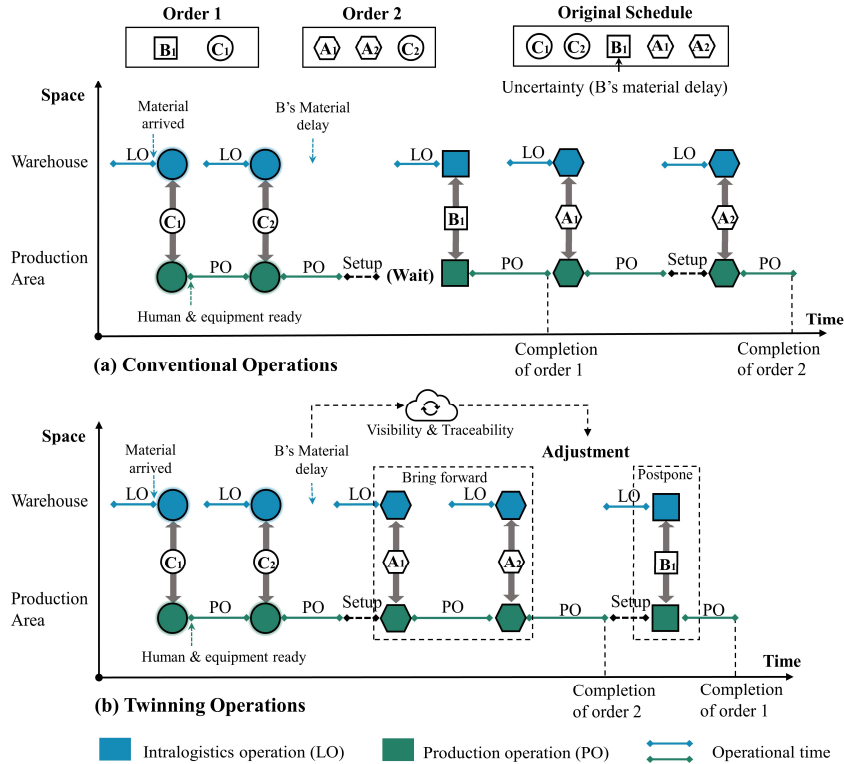 Order 1
Order 2
Original Schedule
B1
C1
A1
A2
C2
C1
C2
B1
A1
A2
Uncertainty (B's material delay)
Space
Material
arrived
B's Material
delay
Warehouse
LO
LO
LO
LO
LO
C1
C2
B1
A1
A2
Production
Area
PO
PO
Setup
(Wait)
PO
PO
Setup
PO
Human & equipment ready
Time
(a) Conventional Operations
Completion
of order 1
Completion
of order 2
Visibility & Traceability
Space
Material
arrived
B's Material
delay
Adjustment
Bring forward
Postpone
Warehouse
LO
LO
LO
LO
LO
C1
C2
A1
A2
B1
Production
Area
PO
PO
Setup
PO
PO
Setup
PO
Human & equipment ready
Time
(b) Twinning Operations
Completion
of order 2
Completion
of order 1
Intralogistics operation (LO)
Production operation (PO)
Operational time